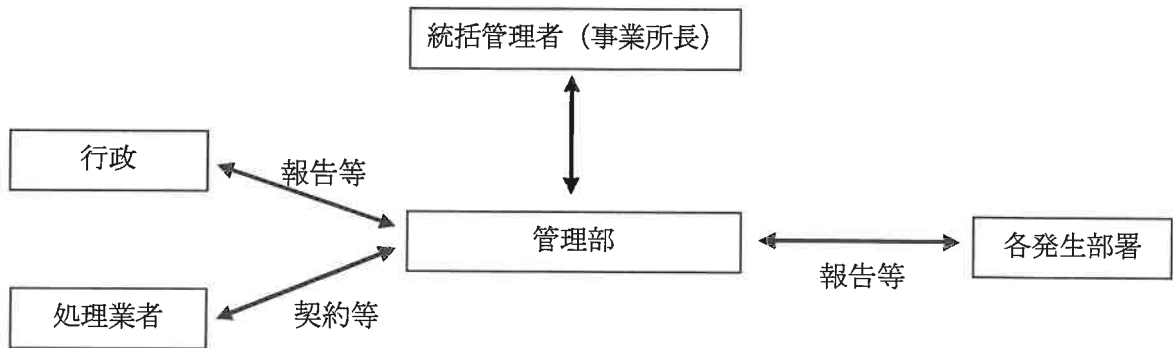 統括管理者（事業所長）
行政
報告等
管理部
各発生部署
報告等
処理業者
契約等